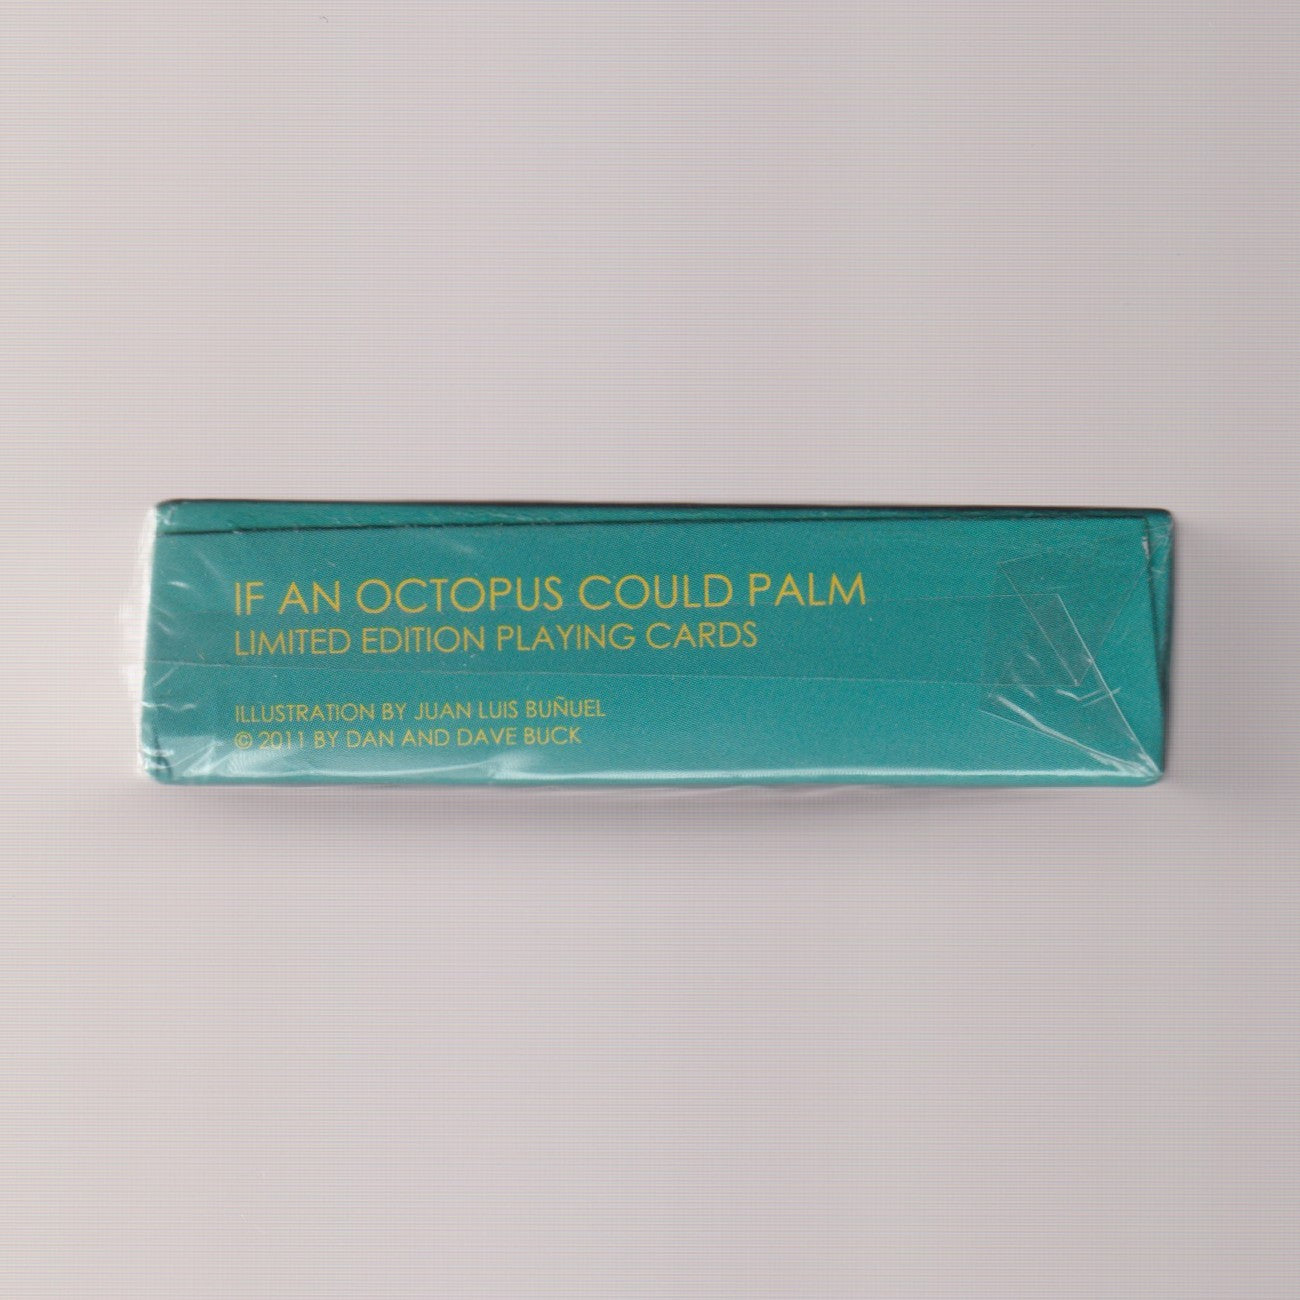 IF AN OCTOPUS COULD PALM
LIMITED EDITION PLAYING CARDS
ILLUSTRATION BY JUAN LUIS BUÑUEL
© 2011 BY DAN AND DAVE BUCK